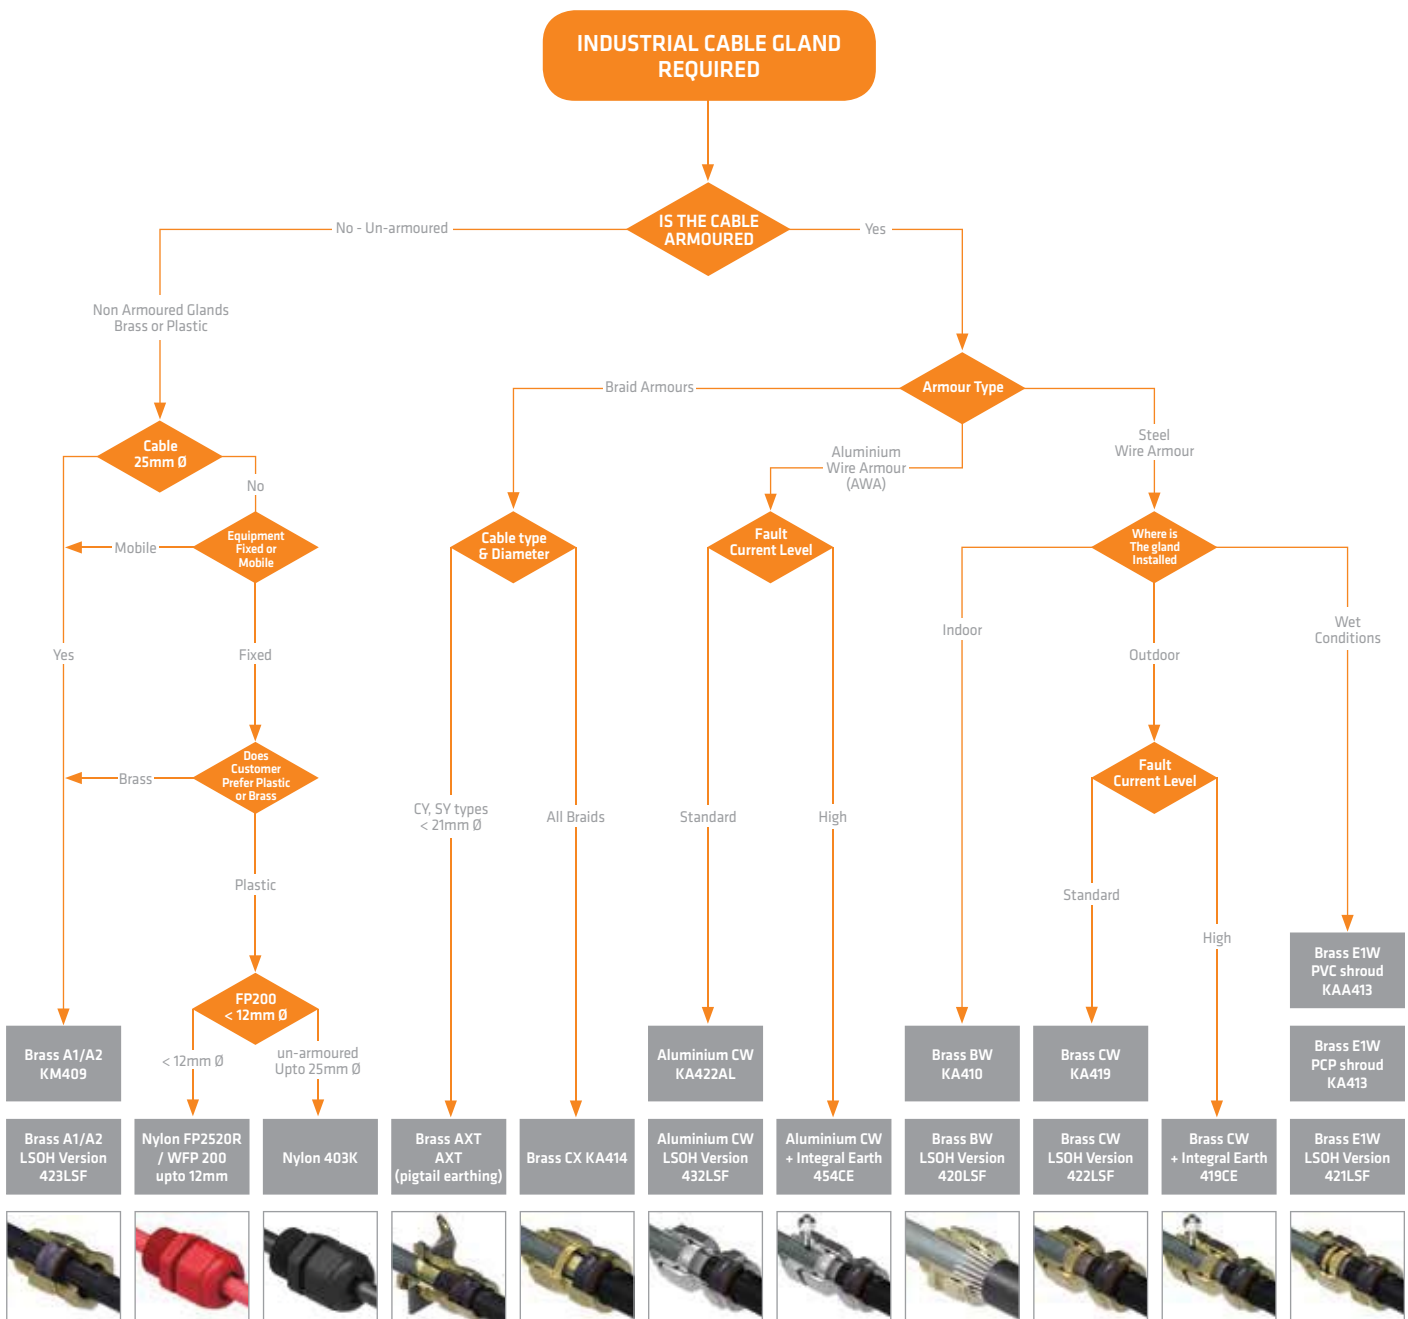 INDUSTRIAL CABLE GLAND
REQUIRED
IS THE CABLE
ARMOURED
No - Un-armoured
Yes
Non Armoured Glands
Brass or Plastic
Armour Type
Braid Armours
Aluminium
Wire Armour
(AWA)
Steel
Wire Armour
Cable
25mm Ø
No
Equipment
Fixed or
Mobile
Mobile
Yes
Fixed
Does
Customer
Prefer Plastic
or Brass
Brass
Plastic
FP200
< 12mm Ø
< 12mm Ø
un-armoured
Upto 25mm Ø
Cable type
& Diameter
CY, SY types
< 21mm Ø
All Braids
Fault
Current Level
Standard
High
Where is
The gland
Installed
Indoor
Outdoor
Wet
Conditions
Fault
Current Level
Standard
High
Brass E1W
PVC shroud
KAA413
Brass A1/A2
KM409
Aluminium CW
KA422AL
Brass BW
KA410
Brass CW
KA419
Brass E1W
PCP shroud
KA413
Brass A1/A2
LSOH Version
423LSF
Nylon FP2520R
/ WFP 200
upto 12mm
Nylon 403K
Brass AXT
AXT
(pigtail earthing)
Brass CX KA414
Aluminium CW
LSOH Version
432LSF
Aluminium CW
+ Integral Earth
454CE
Brass BW
LSOH Version
420LSF
Brass CW
LSOH Version
422LSF
Brass CW
+ Integral Earth
419CE
Brass E1W
LSOH Version
421LSF